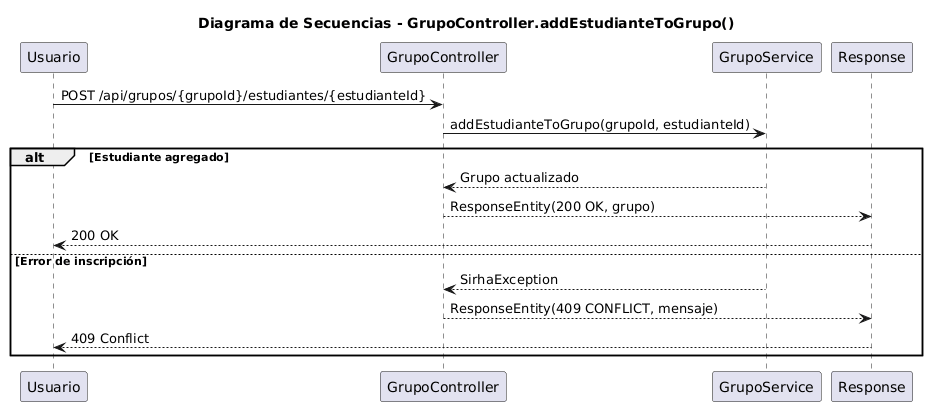 Diagrama de Secuencias - GrupoController.addEstudianteToGrupo()
Usuario GrupoController GrupoService Response
POST /api/grupos/{grupoId}/estudiantes/{estudianteId}
addEstudianteToGrupo(grupoId, estudianteId)
alt [Estudiante agregado]
Grupo actualizado
ResponseEntity(200 OK, grupo)
200 OK
[Error de inscripción]
SirhaException
ResponseEntity(409 CONFLICT, mensaje)
409 Conflict
Usuario GrupoController GrupoService Response